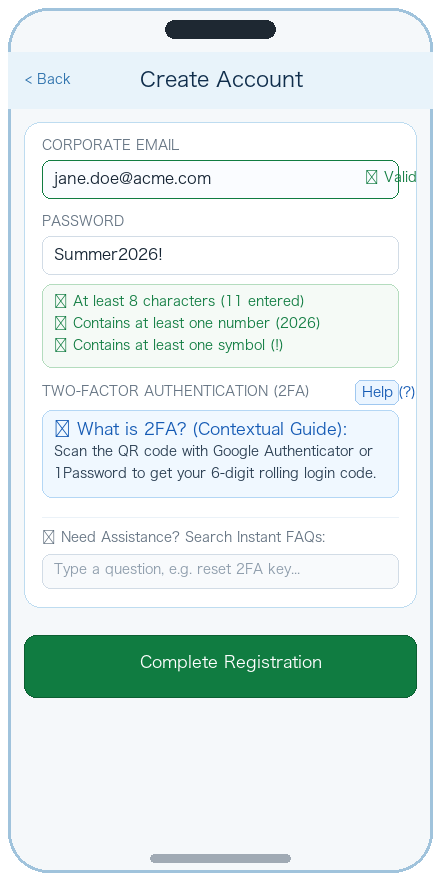 < Back
Create Account
CORPORATE EMAIL
jane.doe@acme.com
Valid
PASSWORD
Summer2026!
At least 8 characters (11 entered)
Contains at least one number (2026)
Contains at least one symbol (!)
TWO-FACTOR AUTHENTICATION (2FA)
Help (?)
What is 2FA? (Contextual Guide):
Scan the QR code with Google Authenticator or
1Password to get your 6-digit rolling login code.
Need Assistance? Search Instant FAQs:
Type a question, e.g. reset 2FA key...
Complete Registration